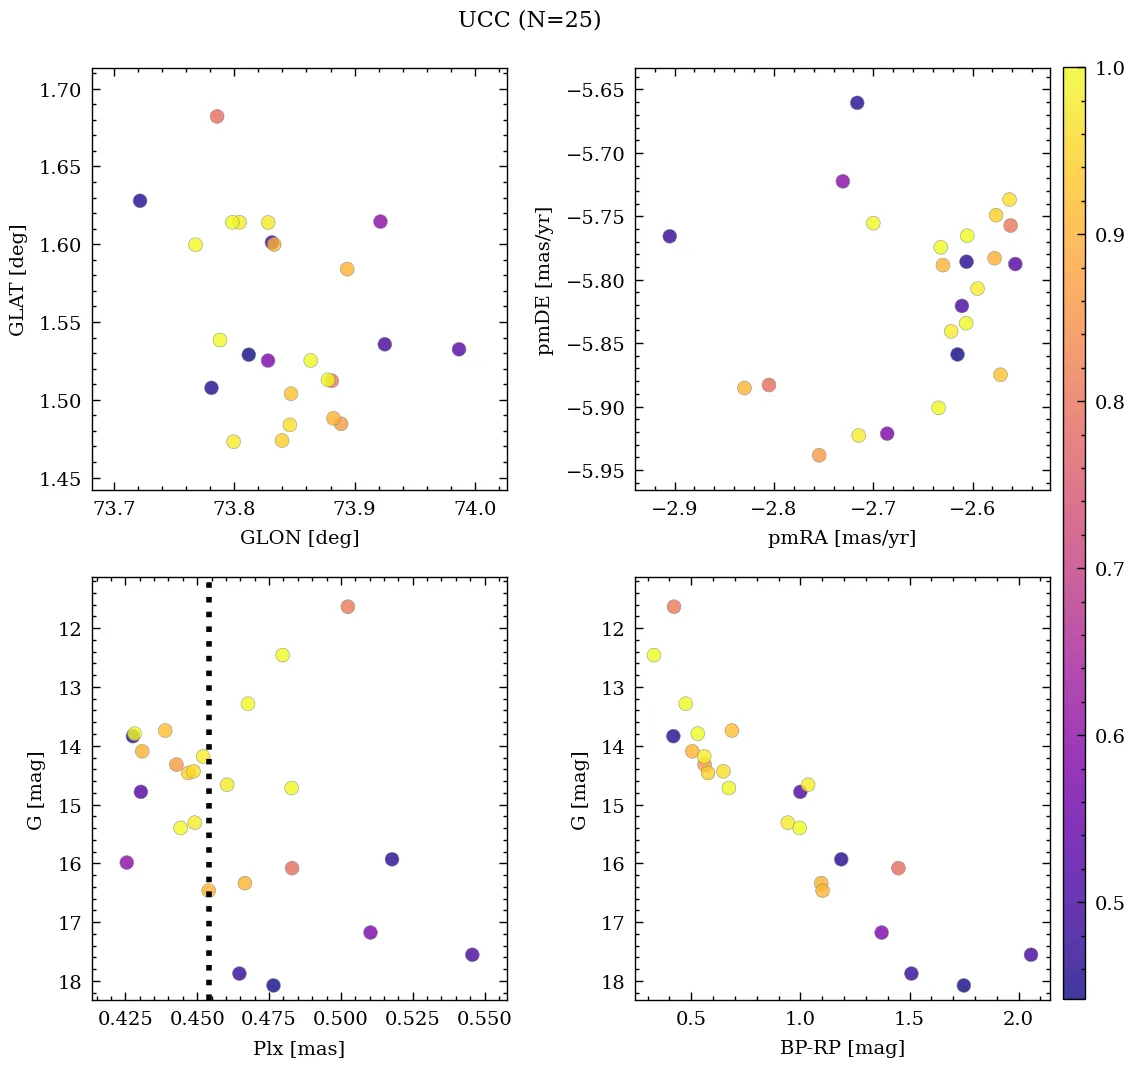 UCC (N=25)
1.70
1.65
1.60
1.55
1.50
1.45
GLAT [deg]
73.7 73.8 73.9 74.0
GLON [deg]
−5.65
−5.70
−5.75
−5.80
−5.85
−5.90
−5.95
pmDE [mas/yr]
−2.9 −2.8 −2.7 −2.6
pmRA [mas/yr]
12
13
14
15
16
17
18
G [mag]
0.425 0.450 0.475 0.500 0.525 0.550
Plx [mas]
12
13
14
15
16
17
18
G [mag]
0.5 1.0 1.5 2.0
BP-RP [mag]
1.0
0.9
0.8
0.7
0.6
0.5